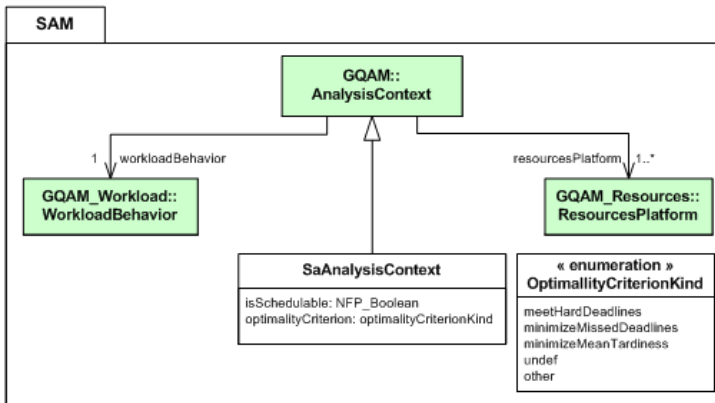 SAM
GQAM::
AnalysisContext
1 workloadBehavior
resourcesPlatform 1..*
GQAM_Workload::
WorkloadBehavior
GQAM_Resources::
ResourcesPlatform
SaAnalysisContext
isSchedulable: NFP_Boolean
optimalityCriterion: optimalityCriterionKind
« enumeration »
OptimallityCriterionKind
meetHardDeadlines
minimizeMissedDeadlines
minimizeMeanTardiness
undef
other